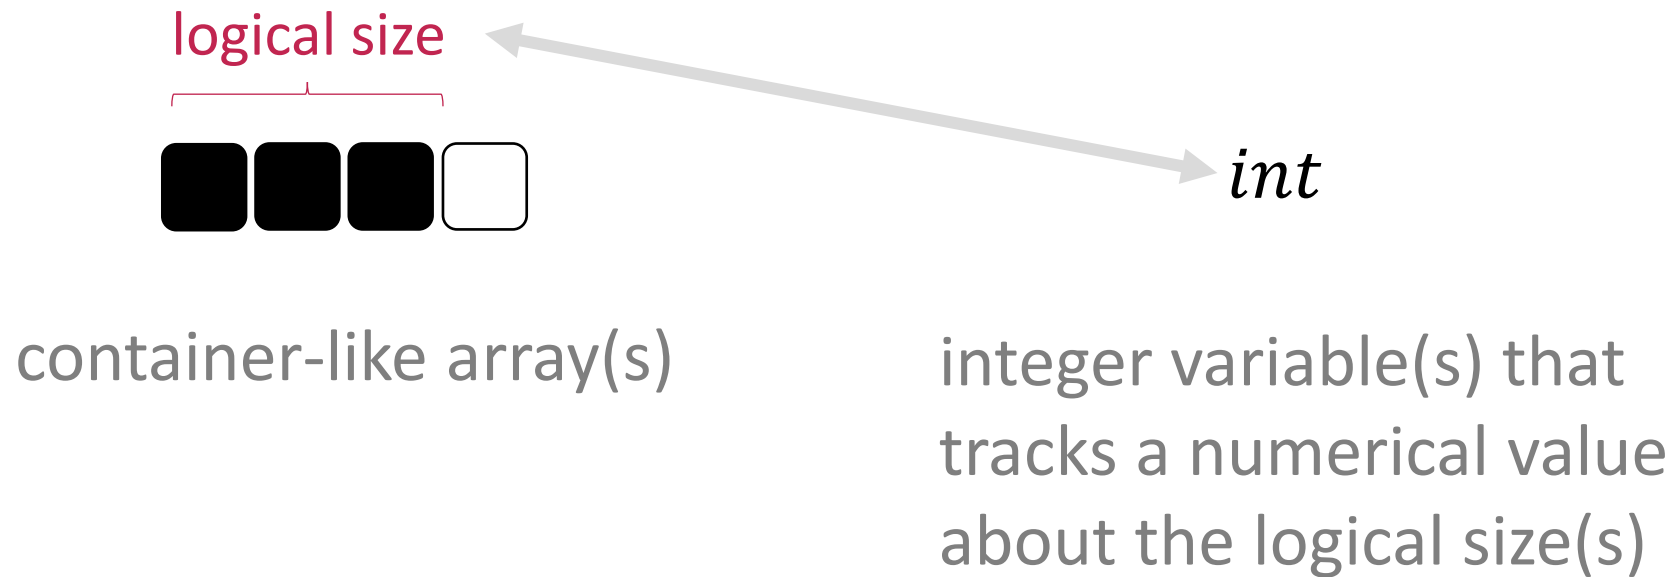 logical size
int
container-like array(s)
integer variable(s) that
tracks a numerical value
about the logical size(s)